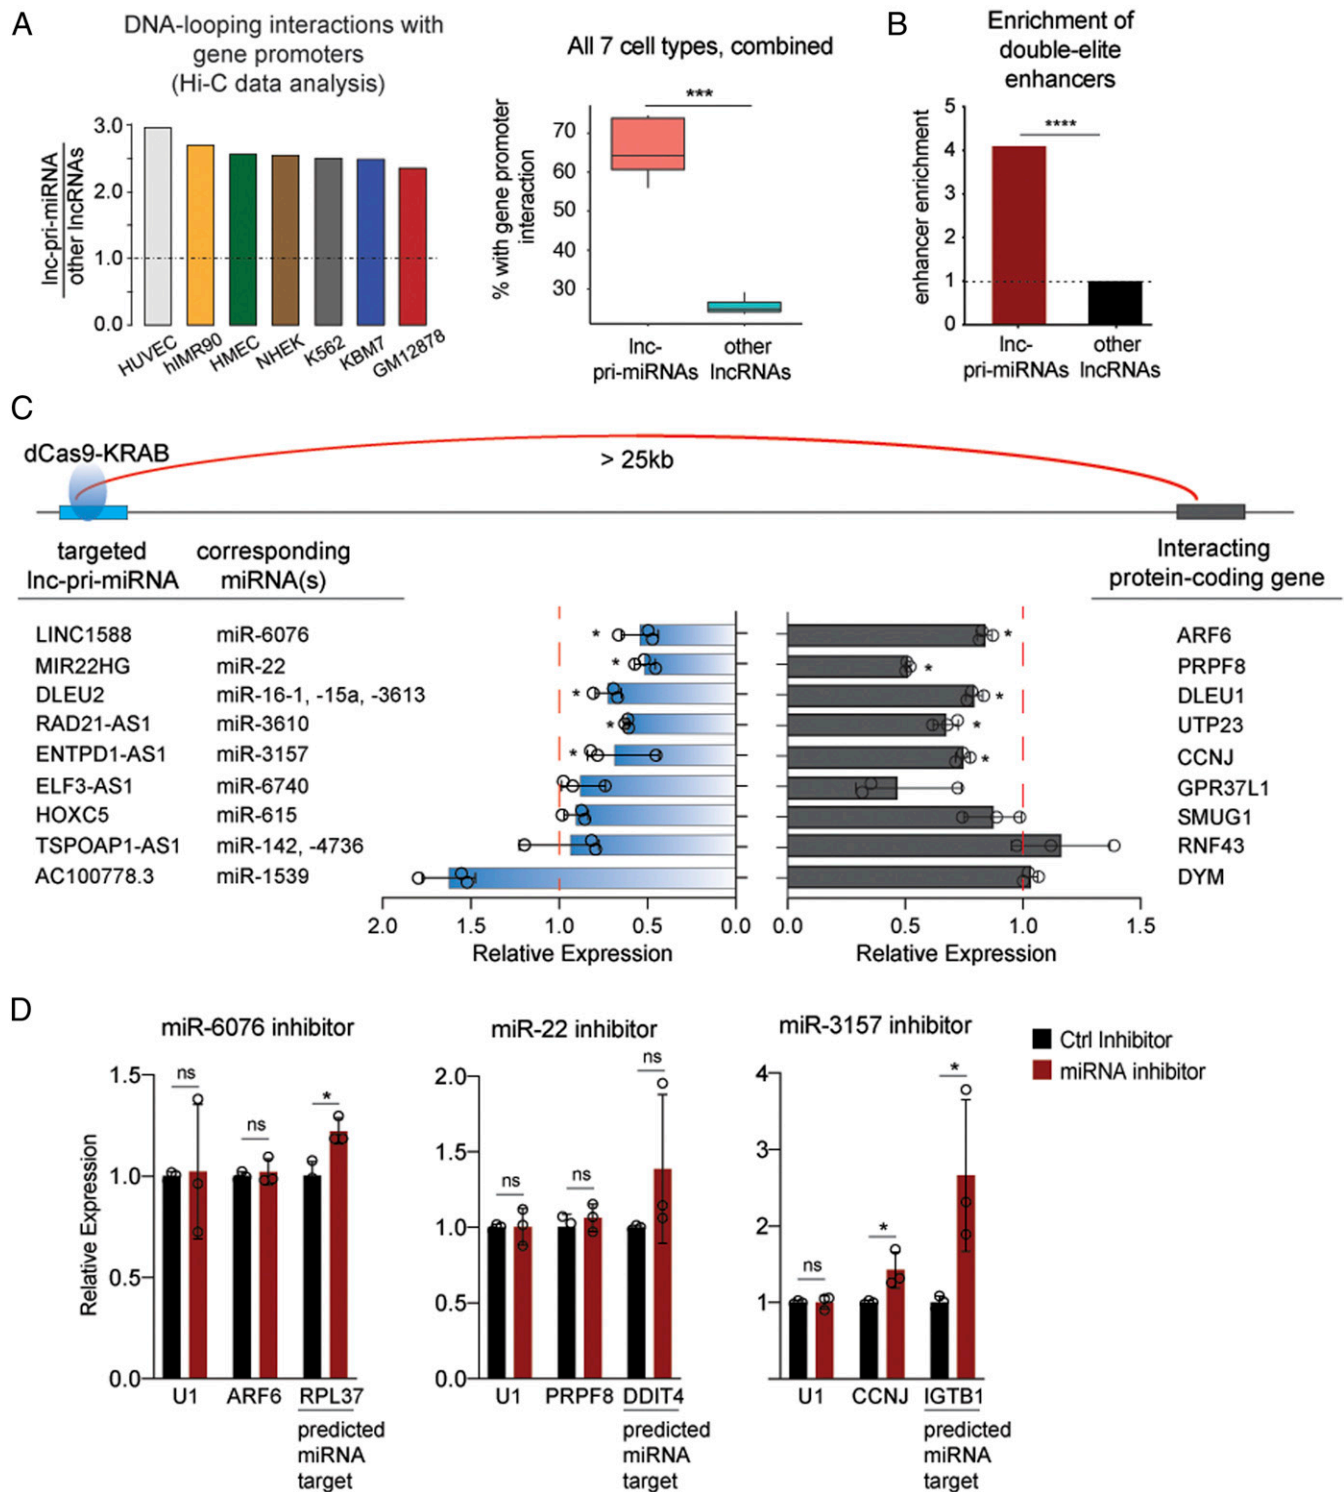 A
DNA-looping interactions with
gene promoters
(Hi-C data analysis)
lnc-pri-miRNA
other lncRNAs
3.0
2.0
1.0
0.0
HUVEC
hIMR90
HMEC
NHEK
K562
KBM7
GM12878
All 7 cell types, combined
% with gene promoter
interaction
70
60
50
40
30
***
lnc-
pri-miRNAs
other
lncRNAs
B
Enrichment of
double-elite
enhancers
enhancer enrichment
5
4
3
2
1
0
****
lnc-
pri-miRNAs
other
lncRNAs
C
dCas9-KRAB
> 25kb
targeted
lnc-pri-miRNA
corresponding
miRNA(s)
Interacting
protein-coding gene
LINC1588 miR-6076 * * ARF6
MIR22HG miR-22 * * PRPF8
DLEU2 miR-16-1, -15a, -3613 * * DLEU1
RAD21-AS1 miR-3610 * * UTP23
ENTPD1-AS1 miR-3157 * * CCNJ
ELF3-AS1 miR-6740 GPR37L1
HOXC5 miR-615 SMUG1
TSPOAP1-AS1 miR-142, -4736 RNF43
AC100778.3 miR-1539 DYM
2.0 1.5 1.0 0.5 0.0 0.0 0.5 1.0 1.5
Relative Expression Relative Expression
D
miR-6076 inhibitor
Relative Expression
1.5
1.0
0.5
0.0
ns
ns
*
U1 ARF6 RPL37
predicted
miRNA
target
miR-22 inhibitor
2.0
1.5
1.0
0.5
0.0
ns
ns
ns
U1 PRPF8 DDIT4
predicted
miRNA
target
miR-3157 inhibitor
4
3
2
1
ns
*
*
U1 CCNJ IGTB1
predicted
miRNA
target
Ctrl Inhibitor
miRNA inhibitor